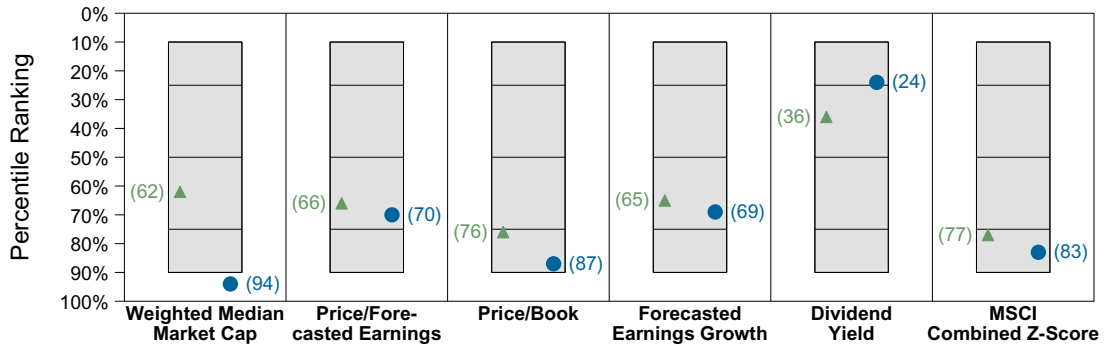 Percentile Ranking
0%
10%
20%
30%
40%
50%
60%
70%
80%
90%
100%
(62)
(94)
(66)
(70)
(76)
(87)
(65)
(69)
(36)
(24)
(77)
(83)
Weighted Median
Market Cap
Price/Fore-
casted Earnings
Price/Book
Forecasted
Earnings Growth
Dividend
Yield
MSCI
Combined Z-Score